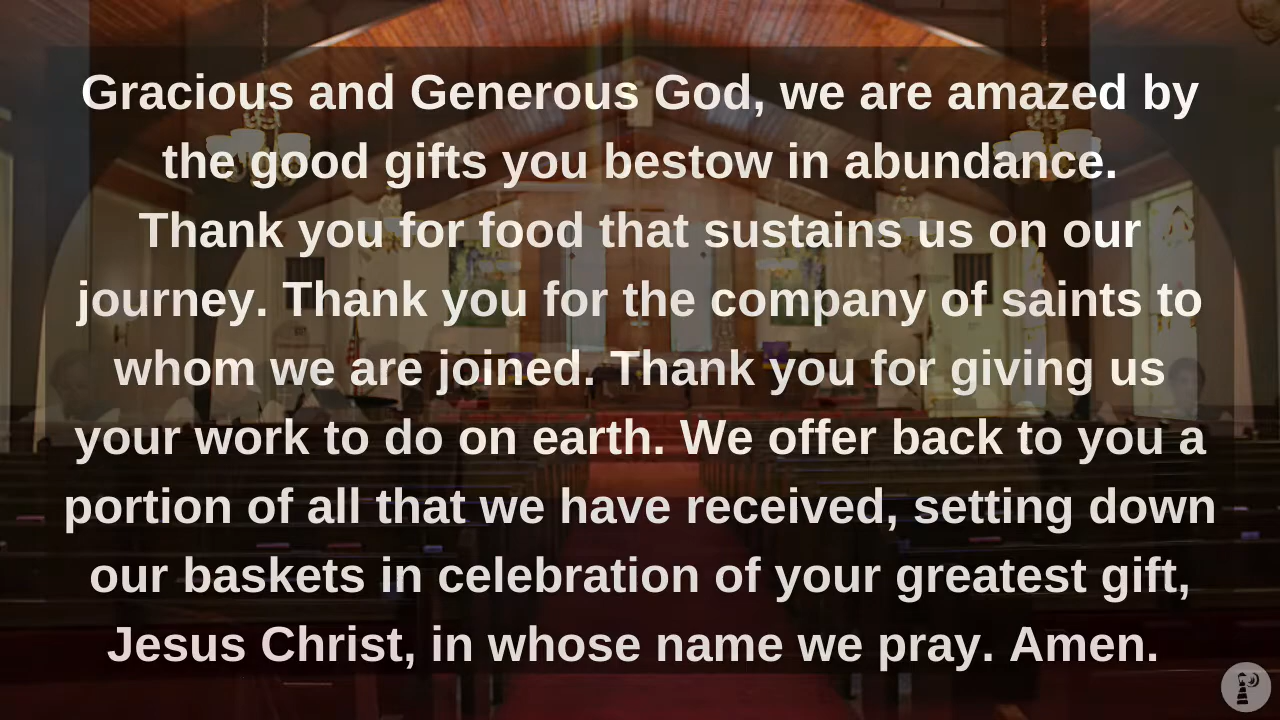 Gracious and Generous God, we are amazed by
the good gifts you bestow in abundance.
Thank you for food that sustains us on our
journey. Thank you for the company of saints to
whom we are joined. Thank you for giving us
your work to do on earth. We offer back to you a
portion of all that we have received, setting down
our baskets in celebration of your greatest gift,
Jesus Christ, in whose name we pray. Amen.